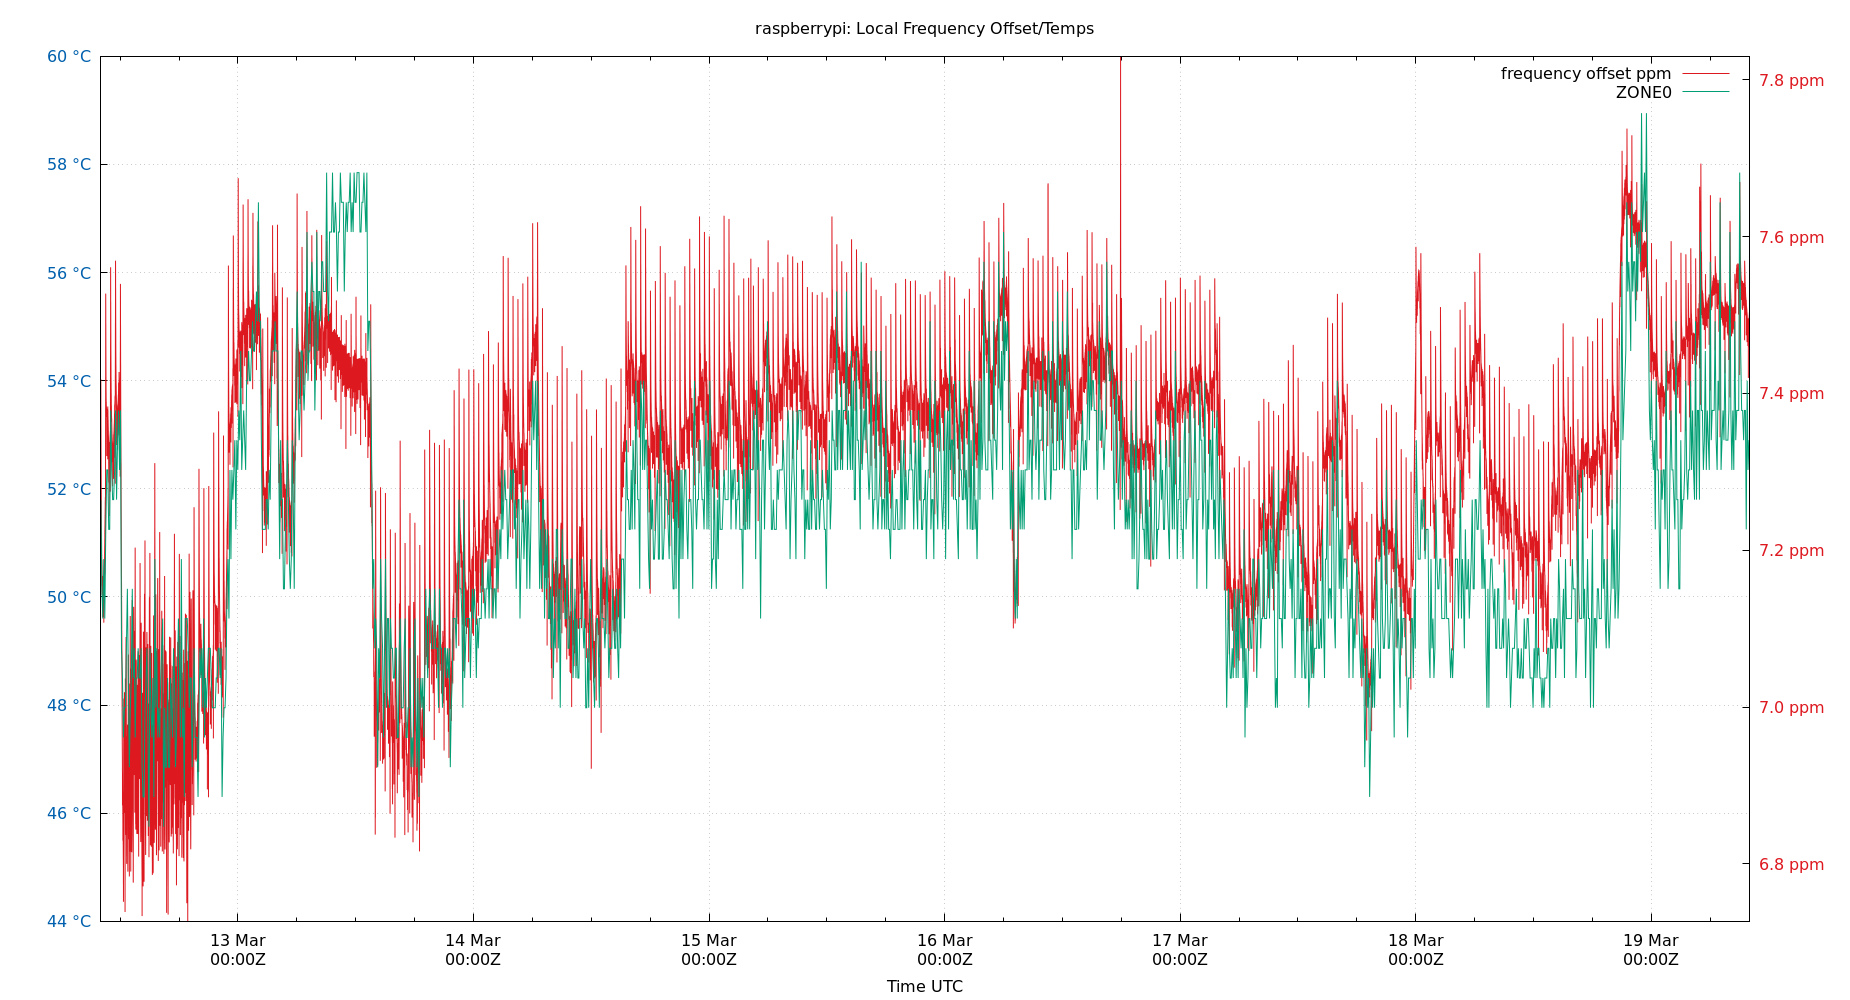 raspberrypi: Local Frequency Offset/Temps
frequency offset ppm
ZONE0
60 °C
58 °C
56 °C
54 °C
52 °C
50 °C
48 °C
46 °C
44 °C
7.8 ppm
7.6 ppm
7.4 ppm
7.2 ppm
7.0 ppm
6.8 ppm
13 Mar
00:00Z
14 Mar
00:00Z
15 Mar
00:00Z
16 Mar
00:00Z
17 Mar
00:00Z
18 Mar
00:00Z
19 Mar
00:00Z
Time UTC